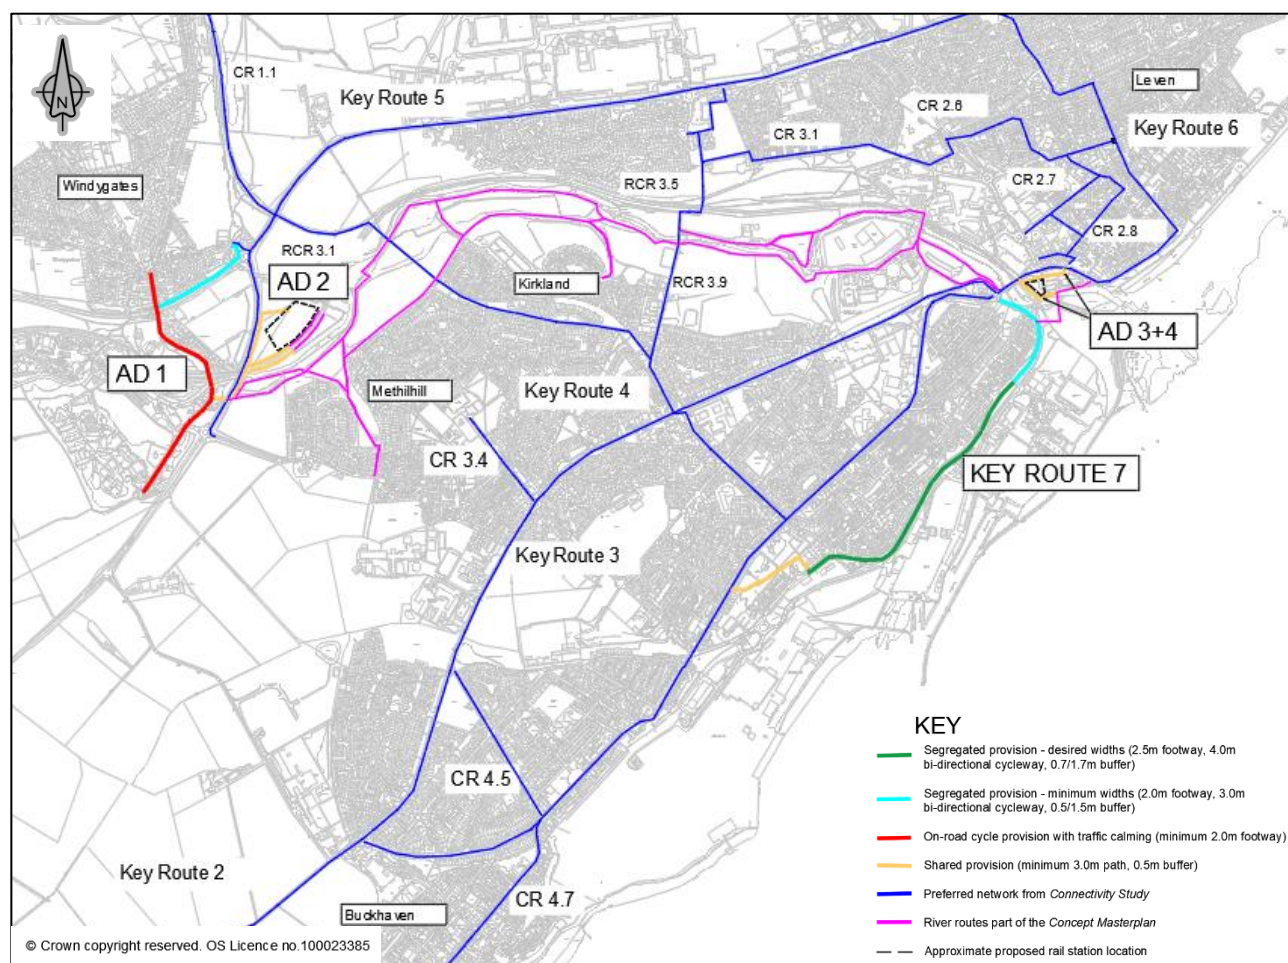 N
CR 1.1
Key Route 5
Leven
CR 2.6
Key Route 6
CR 3.1
Windygates
RCR 3.5
CR 2.7
CR 2.8
RCR 3.1
AD 2
Kirkland
RCR 3.9
AD 3+4
AD 1
Methilhill
Key Route 4
CR 3.4
KEY ROUTE 7
Key Route 3
CR 4.5
Key Route 2
CR 4.7
Buckhaven
© Crown copyright reserved. OS Licence no.100023385
KEY
Segregated provision - desired widths (2.5m footway, 4.0m
bi-directional cycleway, 0.7/1.7m buffer)
Segregated provision - minimum widths (2.0m footway, 3.0m
bi-directional cycleway, 0.5/1.5m buffer)
On-road cycle provision with traffic calming (minimum 2.0m footway)
Shared provision (minimum 3.0m path, 0.5m buffer)
Preferred network from Connectivity Study
River routes part of the Concept Masterplan
Approximate proposed rail station location